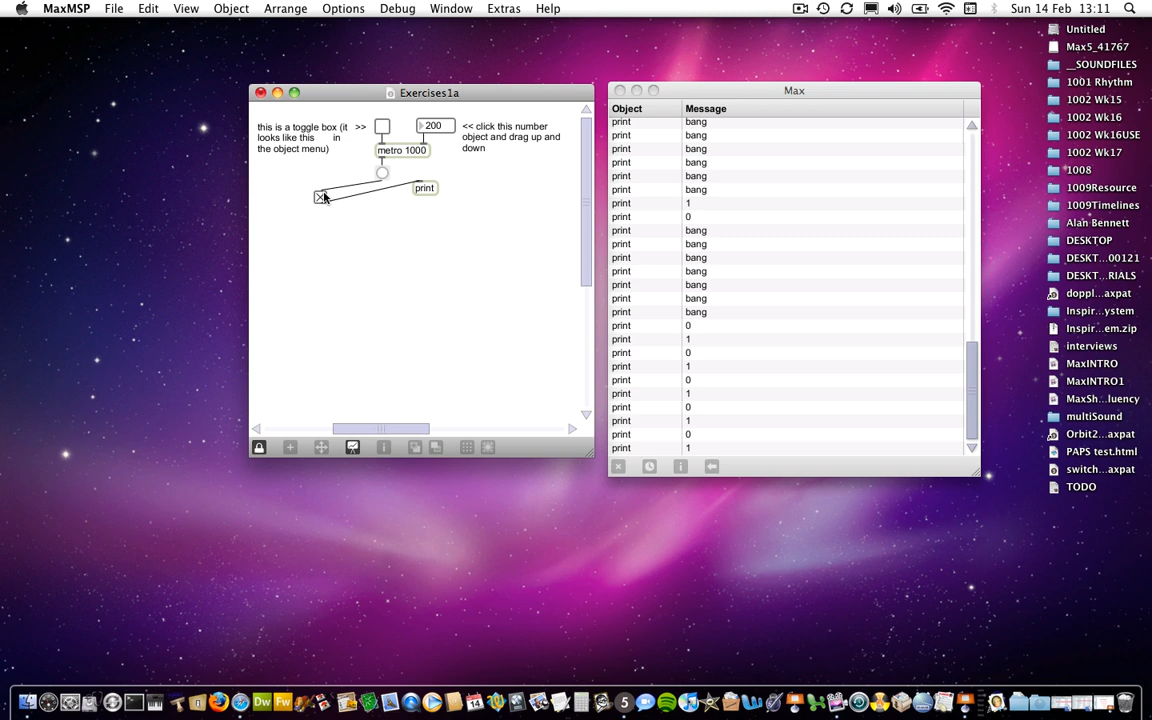 MaxMSP File Edit View Object Arrange Options Debug Window Extras Help
Sun 14 Feb 13:11
Exercises1a
this is a toggle box (it >>
looks like this in
the object menu)
200
<< click this number
object and drag up and
down
metro 1000
print
Max
Object Message
print bang
print bang
print bang
print bang
print bang
print bang
print 1
print 0
print bang
print bang
print bang
print bang
print bang
print bang
print bang
print 0
print 1
print 0
print 1
print 0
print 1
print 0
print 1
print 0
print 1
Untitled
Max5_41767
__SOUNDFILES
1001 Rhythm
1002 Wk15
1002 Wk16
1002 Wk16USE
1002 Wk17
1008
1009Resource
1009Timelines
Alan Bennett
DESKTOP
DESKT...00121
DESKT...RIALS
doppl...axpat
Inspir...ystem
Inspir...em.zip
interviews
MaxINTRO
MaxINTRO1
MaxSh...luency
multiSound
Orbit2...axpat
PAPS test.html
switch...axpat
TODO
Dw
Fw
14
5